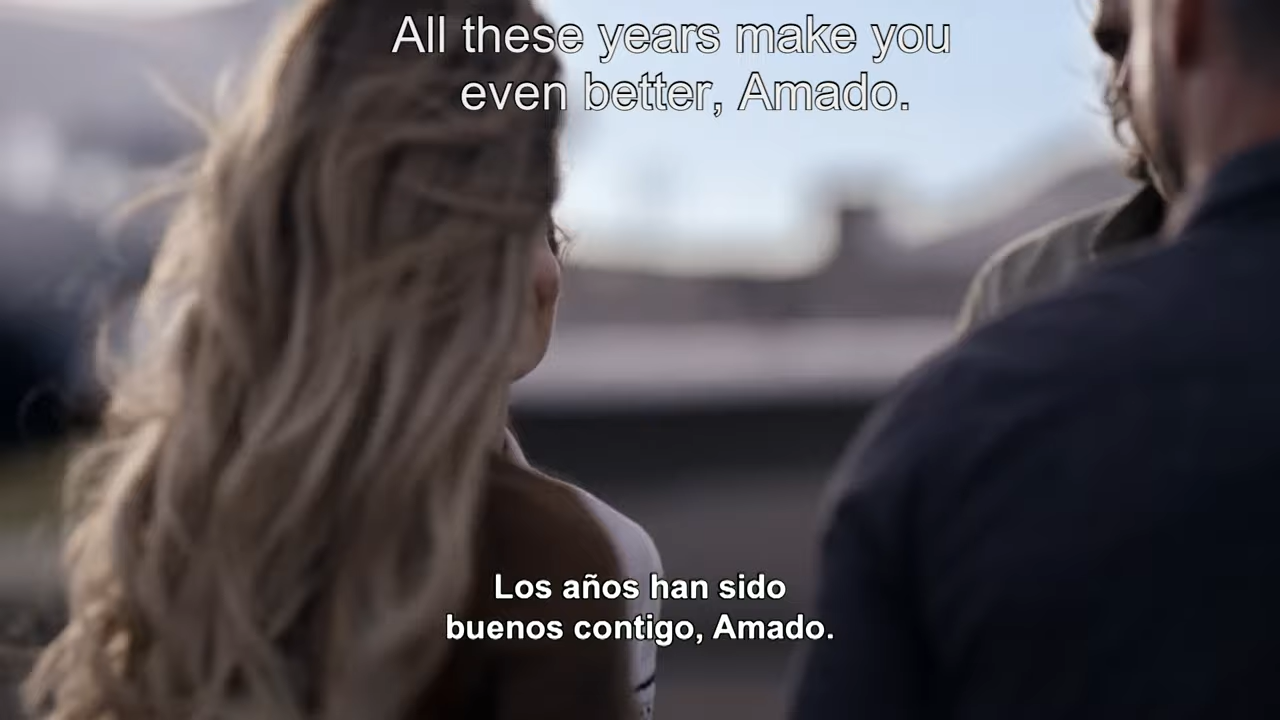 All these years make you
even better, Amado.
Los años han sido
buenos contigo, Amado.